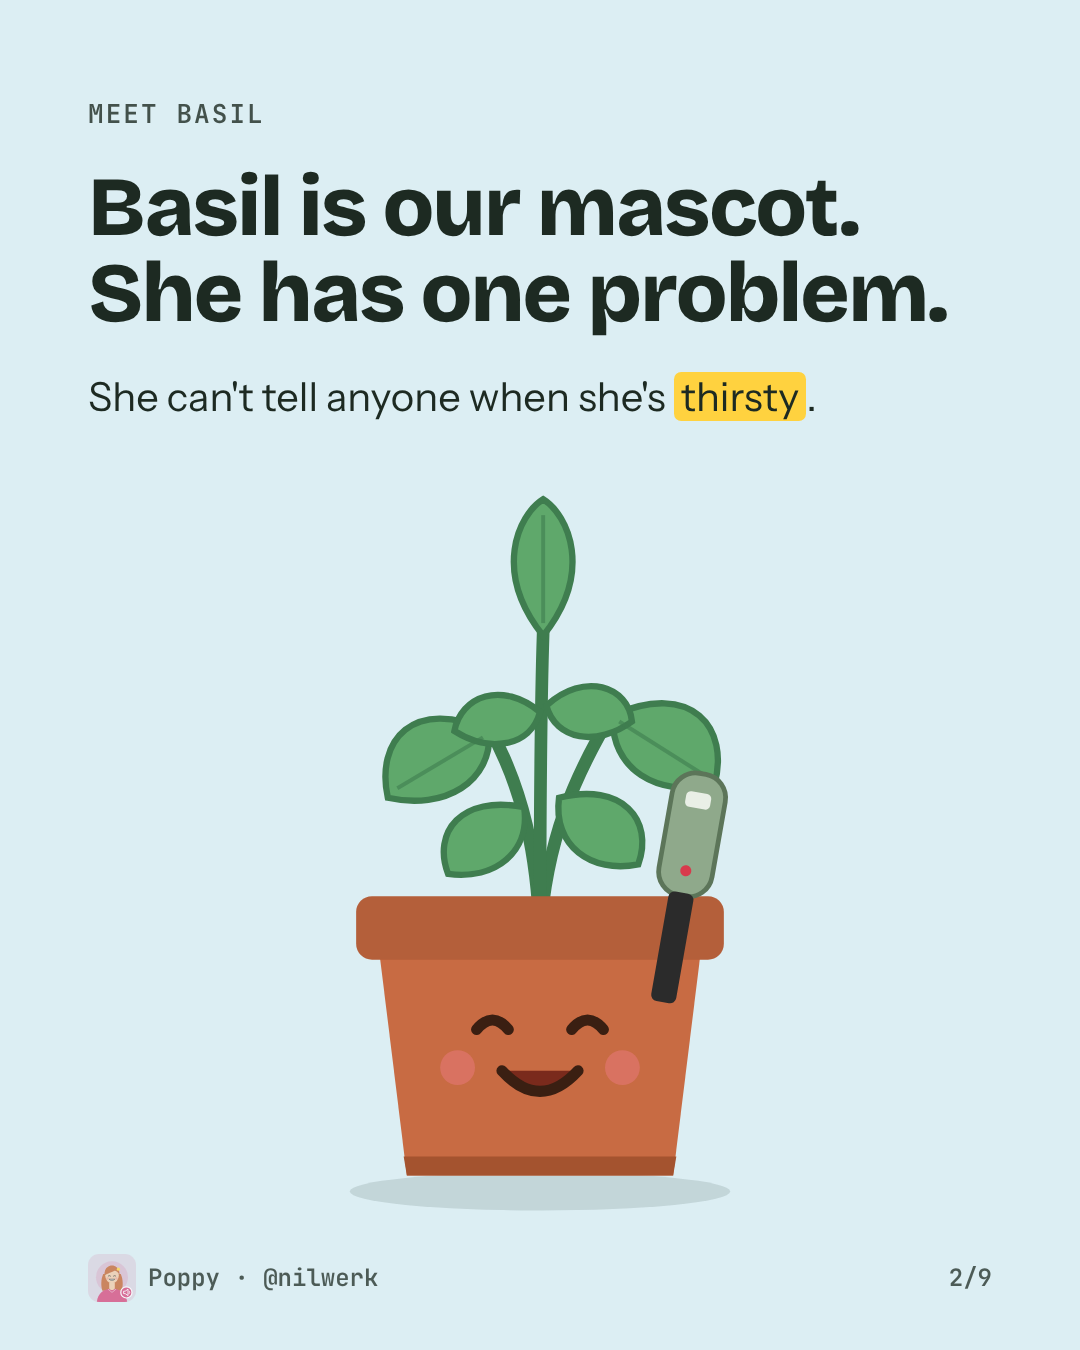 MEET BASIL
Basil is our mascot.
She has one problem.
She can't tell anyone when she's thirsty.
Poppy · @nilwerk
2/9